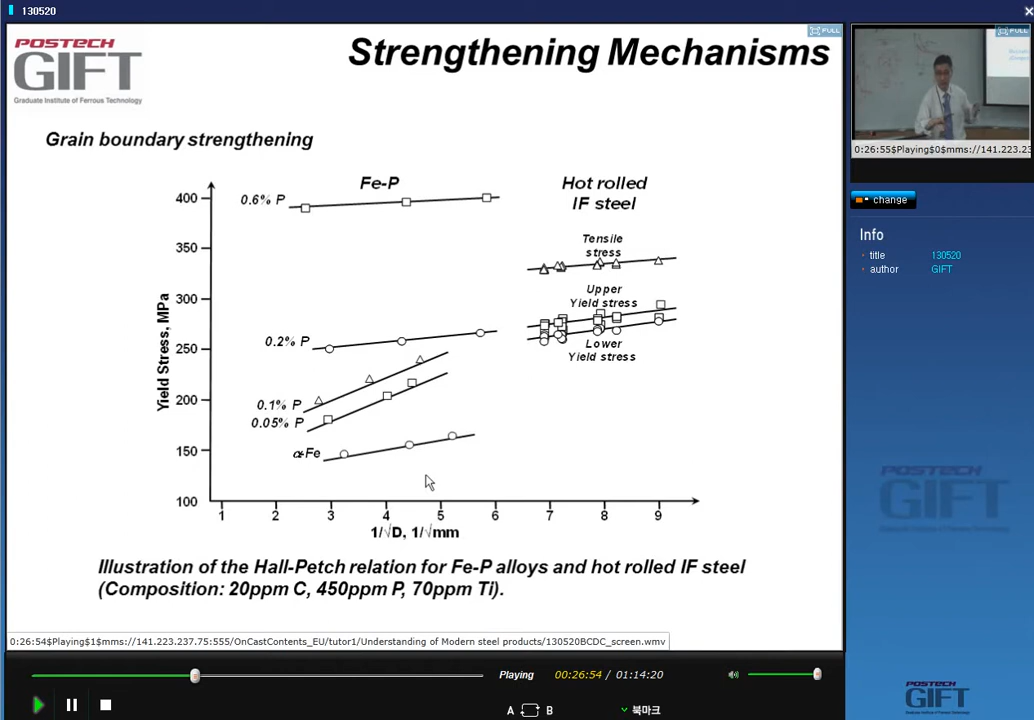 130520
POSTECH
GIFT
Graduate Institute of Ferrous Technology
Strengthening Mechanisms
FULL
FULL
Grain boundary strengthening
Fe-P
Hot rolled
IF steel
400
350
300
250
200
150
100
Yield Stress, MPa
0.6% P
0.2% P
0.1% P
0.05% P
α-Fe
Tensile
stress
Upper
Yield stress
Lower
Yield stress
1 2 3 4 5 6 7 8 9
1/√D, 1/√mm
Illustration of the Hall-Petch relation for Fe-P alloys and hot rolled IF steel
(Composition: 20ppm C, 450ppm P, 70ppm Ti).
0:26:54$Playing$1$mms://141.223.237.75:555/OnCastContents_EU/tutor1/Understanding of Modern steel products/130520BCDC_screen.wmv
0:26:55$Playing$0$mms://141.223.23
change
Info
title 130520
author GIFT
POSTECH
GIFT
Playing 00:26:54 / 01:14:20
A B
북마크
POSTECH
GIFT